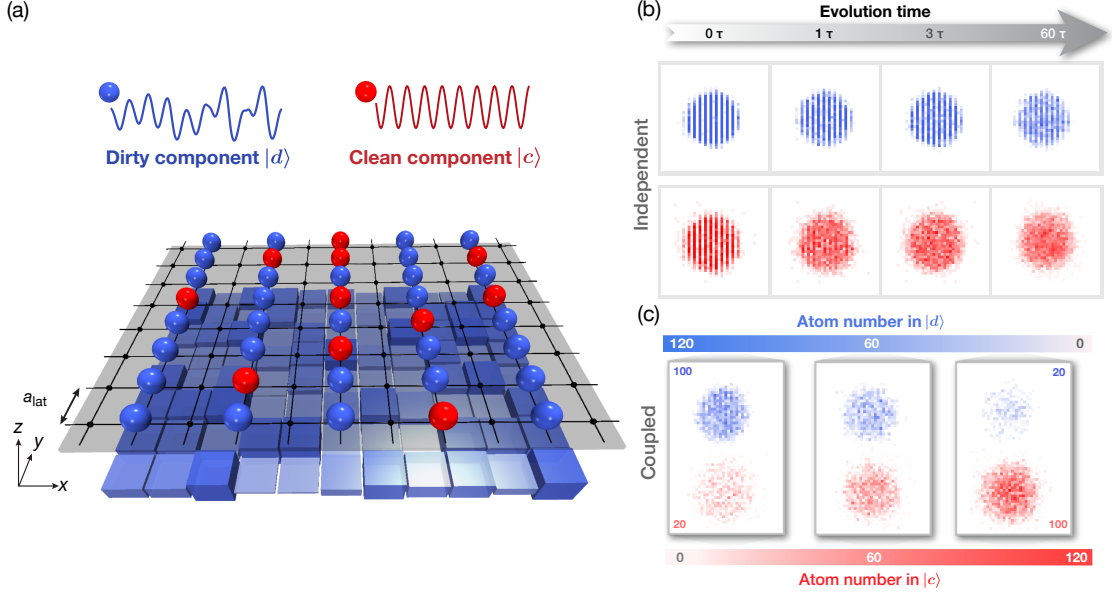 (a)
Dirty component |d⟩
Clean component |c⟩
a_lat
z
y
x
(b)
Evolution time
0 τ
1 τ
3 τ
60 τ
Independent
(c)
Atom number in |d⟩
120
60
0
Coupled
100
20
20
100
0
60
120
Atom number in |c⟩